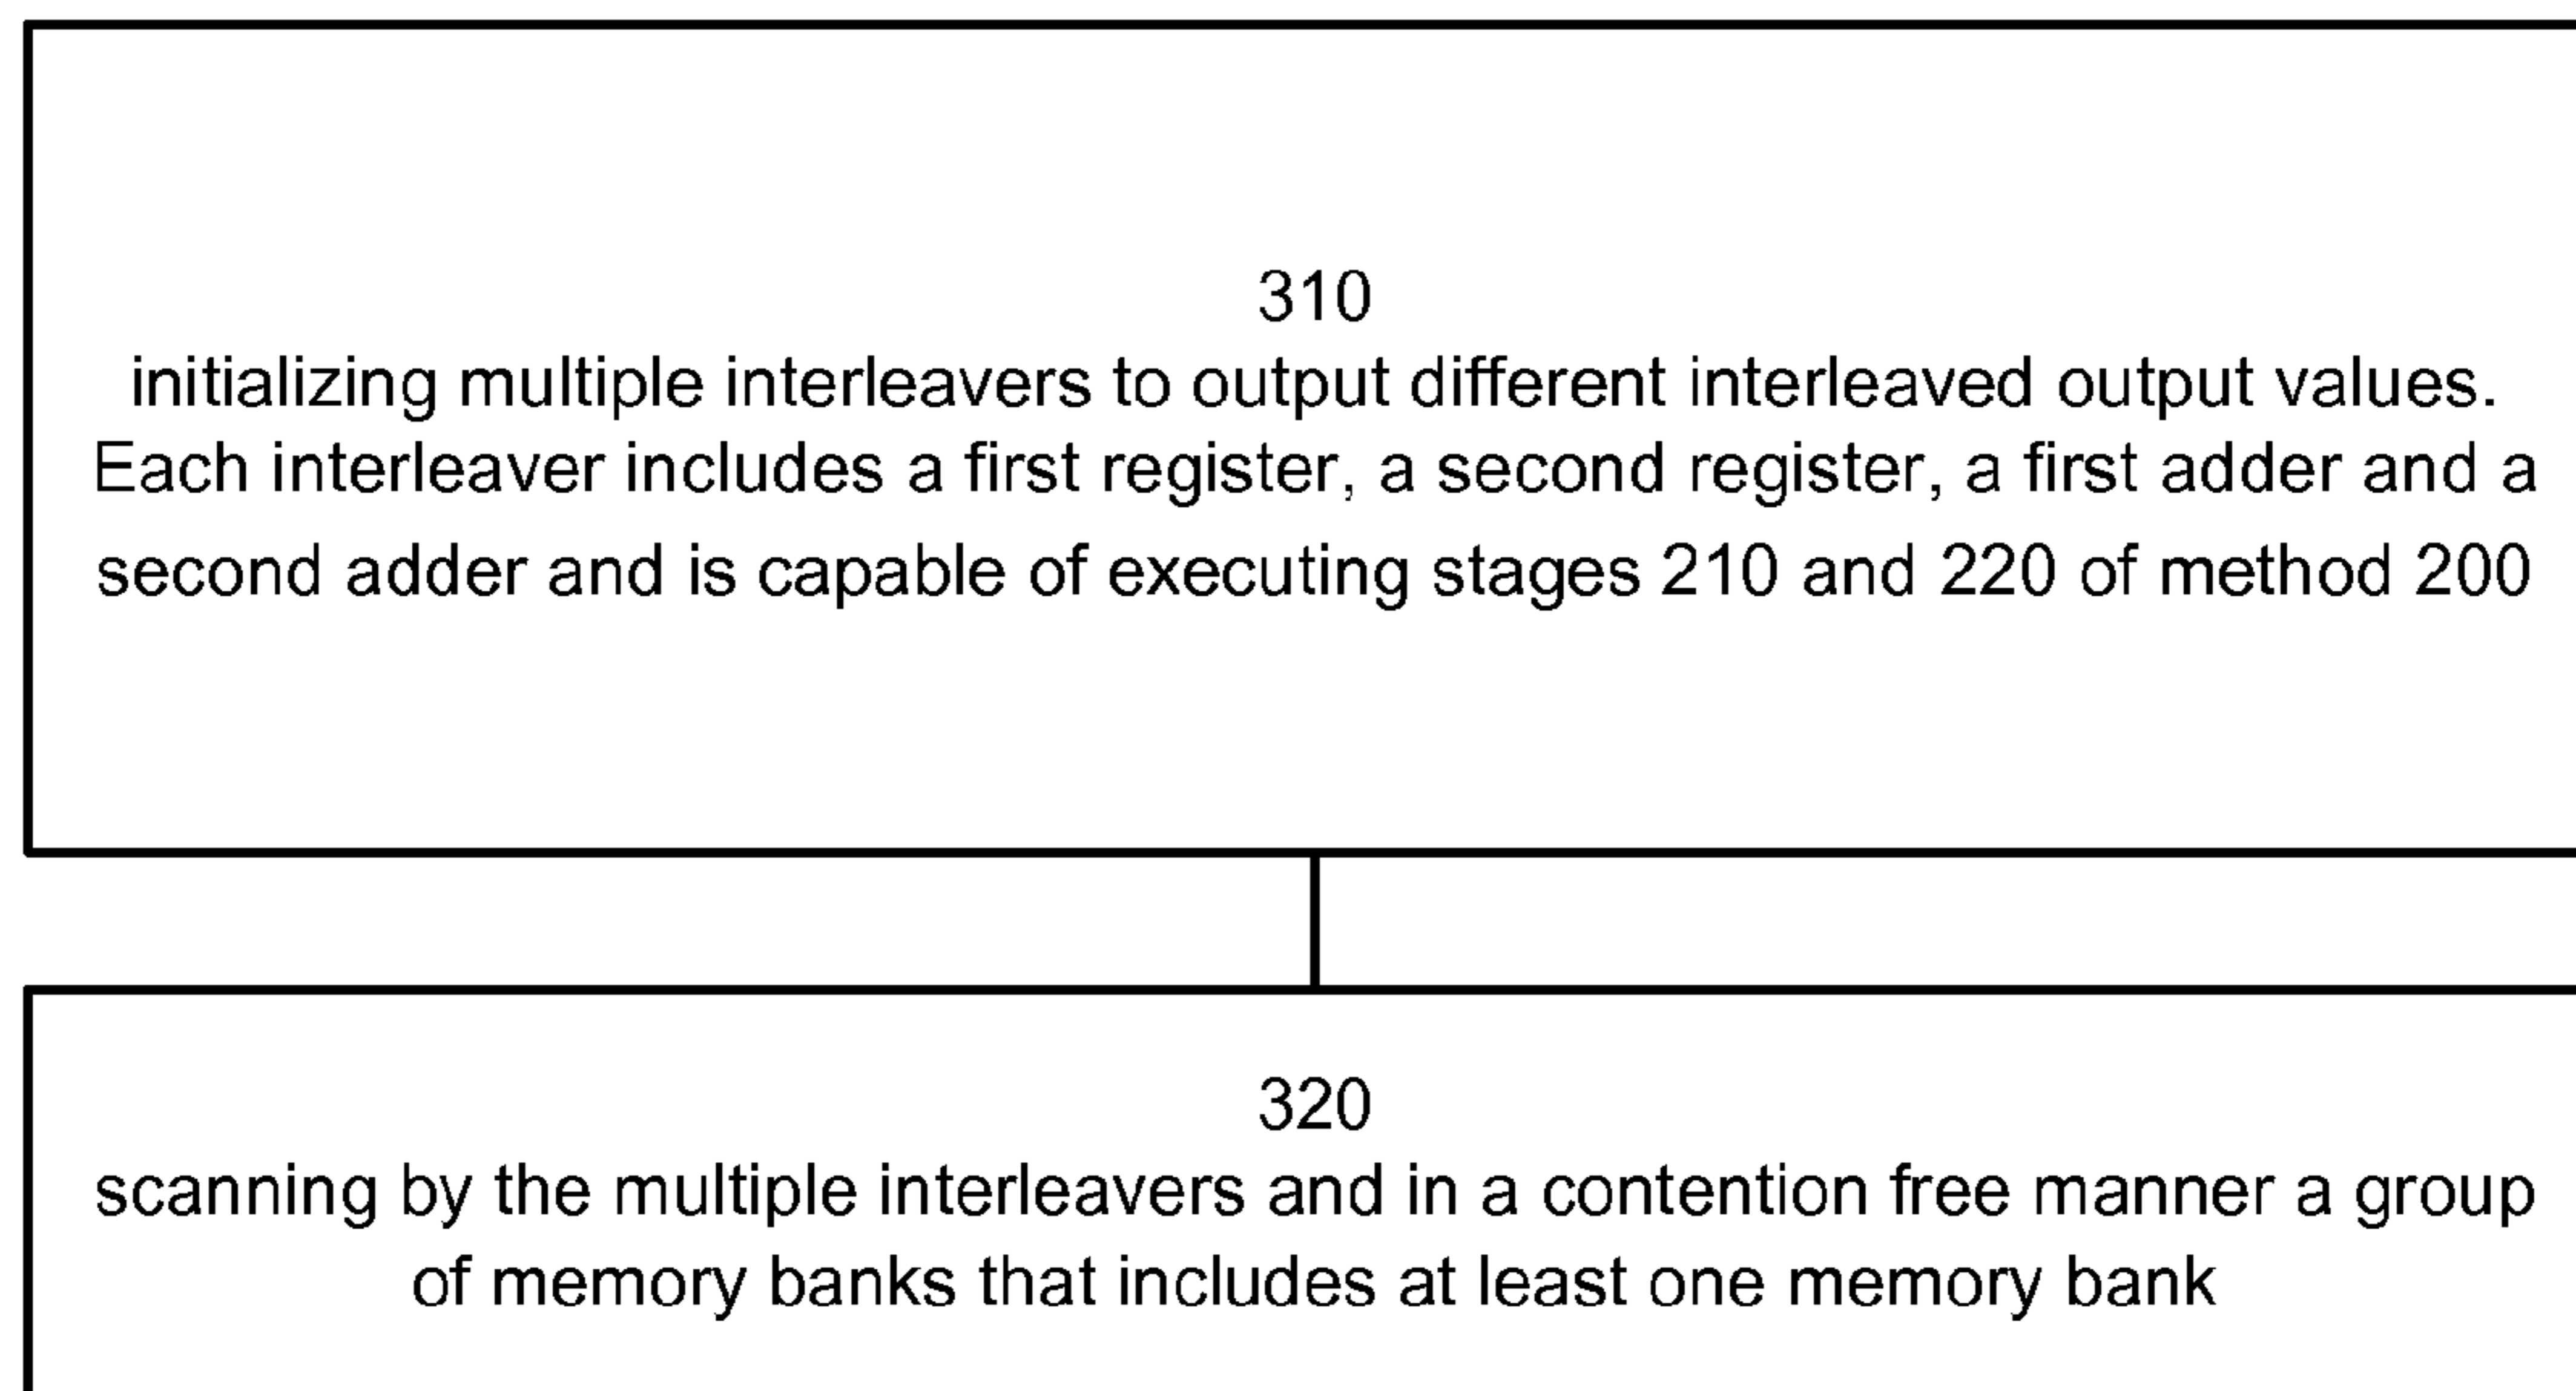 310
initializing multiple interleavers to output different interleaved output values.
Each interleaver includes a first register, a second register, a first adder and a
second adder and is capable of executing stages 210 and 220 of method 200
320
scanning by the multiple interleavers and in a contention free manner a group
of memory banks that includes at least one memory bank